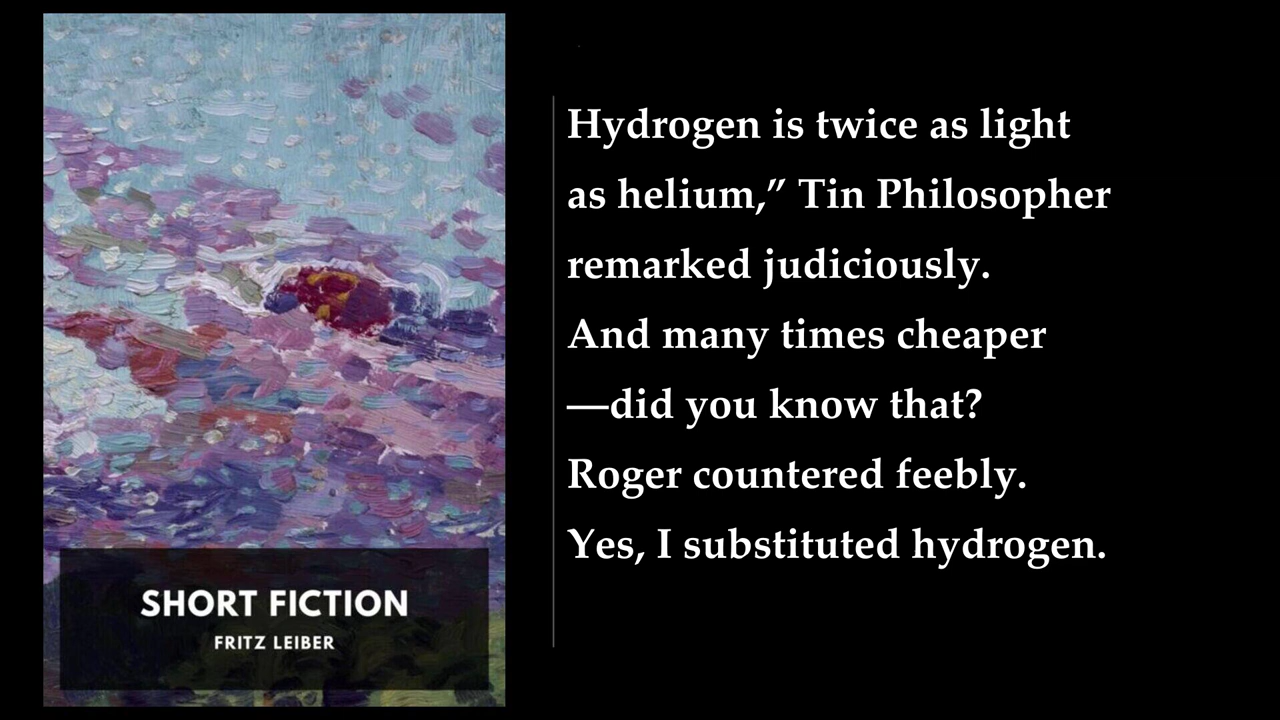 Hydrogen is twice as light
as helium,” Tin Philosopher
remarked judiciously.
And many times cheaper
—did you know that?
Roger countered feebly.
Yes, I substituted hydrogen.
SHORT FICTION
FRITZ LEIBER